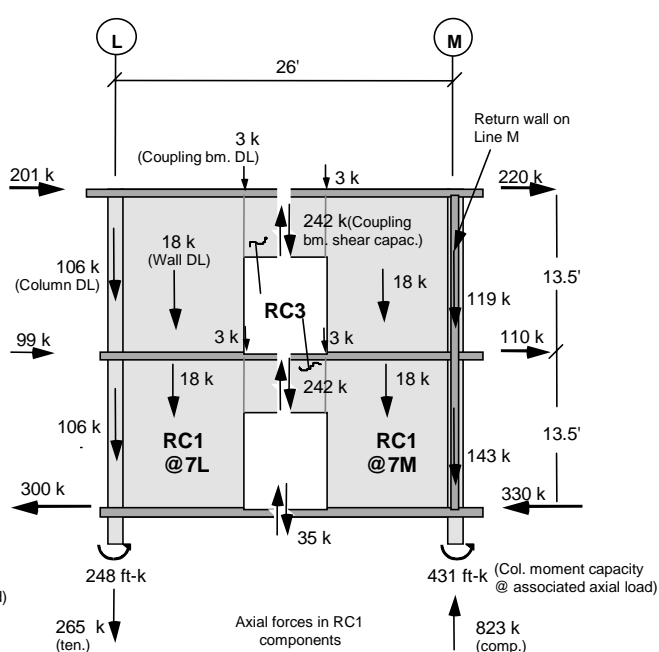 L
M
26'
Return wall on
Line M
3 k
(Coupling bm. DL)
201 k
3 k
220 k
242 k(Coupling
bm. shear capac.)
18 k
(Wall DL)
106 k
(Column DL)
18 k
119 k
13.5'
RC3
99 k
3 k
3 k
110 k
18 k
242 k
18 k
106 k
RC1
@7L
RC1
@7M
143 k
13.5'
300 k
330 k
35 k
248 ft-k
431 ft-k
(Col. moment capacity
@ associated axial load)
265 k
(ten.)
Axial forces in RC1
components
823 k
(comp.)